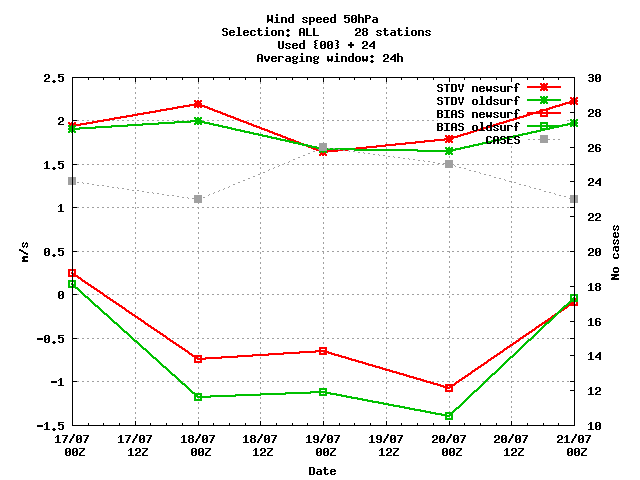 Wind speed 50hPa
Selection: ALL 28 stations
Used {00} + 24
Averaging window: 24h
2.5 30
STDV newsurf
28
STDV oldsurf
BIAS newsurf
2
BIAS oldsurf
26
CASES
1.5
24
1
22
m/s
0.5 20
No cases
18
0
16
-0.5
14
-1
12
-1.5 10
17/07 17/07 18/07 18/07 19/07 19/07 20/07 20/07 21/07
00Z 12Z 00Z 12Z 00Z 12Z 00Z 12Z 00Z
Date